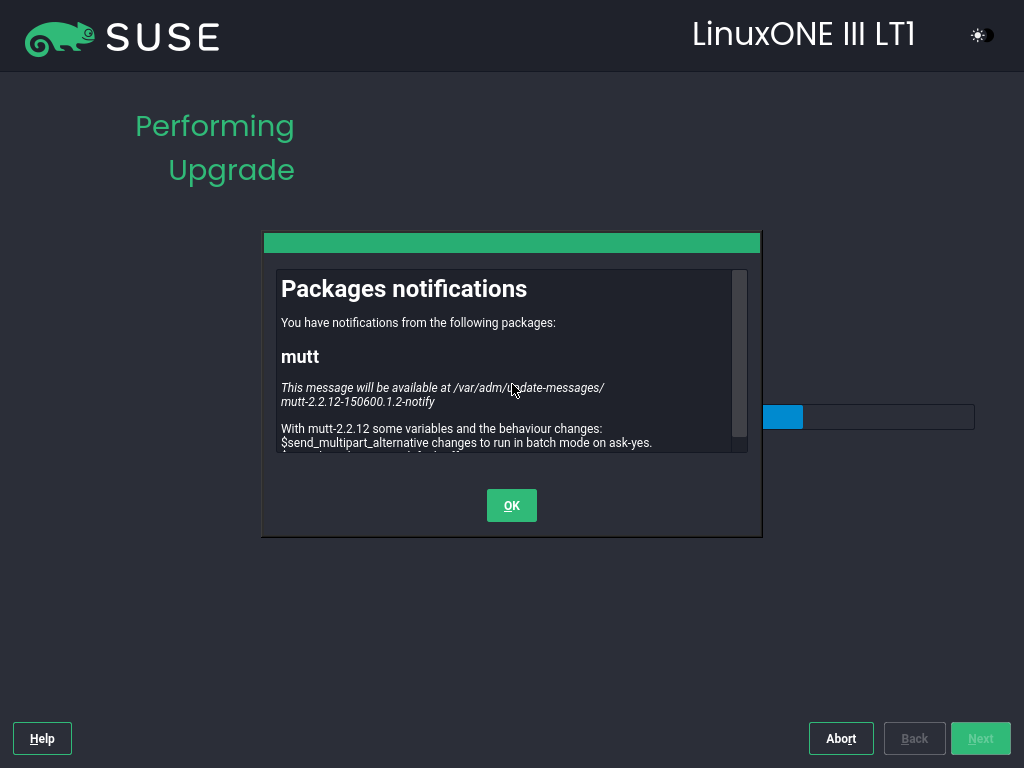 SUSE
LinuxONE III LT1
Performing
Upgrade
Packages notifications
You have notifications from the following packages:
mutt
This message will be available at /var/adm/update-messages/
mutt-2.2.12-150600.1.2-notify
With mutt-2.2.12 some variables and the behaviour changes:
$send_multipart_alternative changes to run in batch mode on ask-yes.
OK
Help
Abort
Back
Next